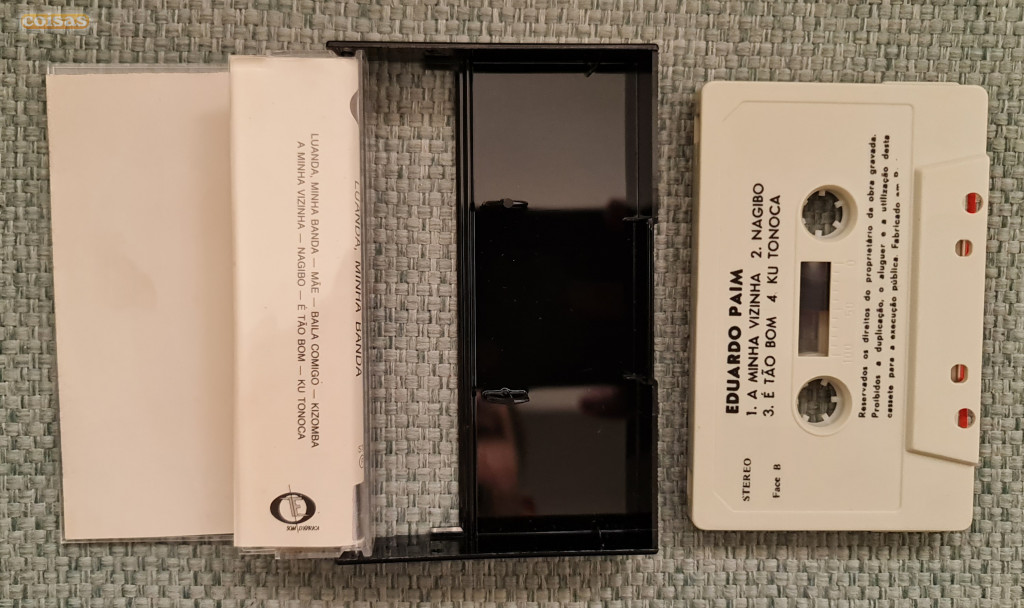 coisas
LUANDA, MINHA BANDA
LUANDA, MINHA BANDA — MÃE — BAILA COMIGO — KIZOMBA
A MINHA VIZINHA — NAGIBO — É TÃO BOM — KU TONOCA
EDUARDO PAIM
1. A MINHA VIZINHA 2. NAGIBO
3. É TÃO BOM 4. KU TONOCA
STEREO
Face B
Reservados os direitos do proprietário da obra gravada.
Proibidos a duplicação, o aluguer e a utilização desta
cassete para a execução pública. Fabricado em